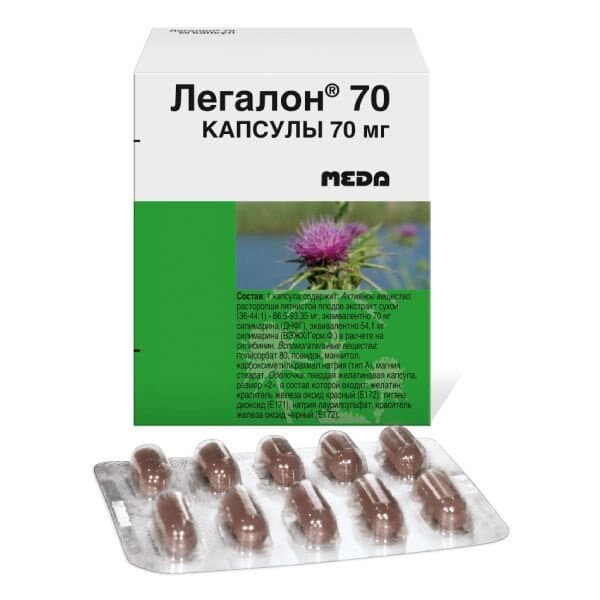 Легалон® 70
КАПСУЛЫ 70 мг
MEDA
Состав: 1 капсула содержит: Активное вещество:
расторопши пятнистой плодов экстракт сухой
(36-44:1) - 86,5-93,35 мг, эквивалентно 70 мг
силимарина (ДНФГ), эквивалентно 54,1 мг
силимарина (ВЭЖХ/Герм.Ф.) в расчете на
силибинин. Вспомогательные вещества:
полисорбат 80, повидон, маннитол,
карбоксиметилкрахмал натрия (тип А), магния
стеарат. Оболочка: твердая желатиновая капсула,
размер «2», в состав которой входит: желатин,
краситель железа оксид красный (Е172), титана
диоксид (Е171), натрия лаурилсульфат, краситель
железа оксид черный (Е172).